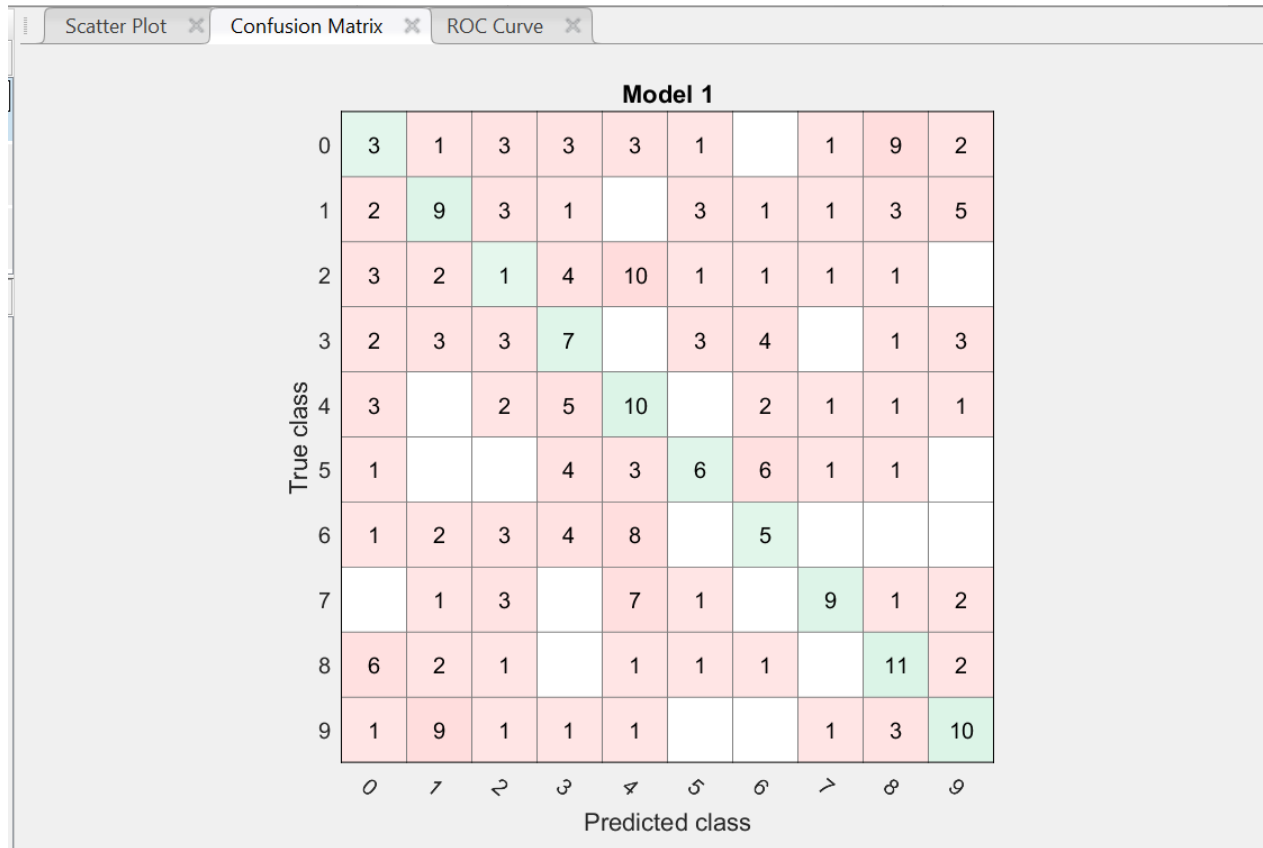 Scatter Plot Confusion Matrix ROC Curve
Model 1
0 3 1 3 3 3 1 1 9 2
1 2 9 3 1 3 1 1 3 5
2 3 2 1 4 10 1 1 1 1
3 2 3 3 7 3 4 1 3
4 3 2 5 10 2 1 1 1
5 1 4 3 6 6 1 1
6 1 2 3 4 8 5
7 1 3 7 1 9 1 2
8 6 2 1 1 1 1 11 2
9 1 9 1 1 1 1 3 10
True class
0 1 2 3 4 5 6 7 8 9
Predicted class